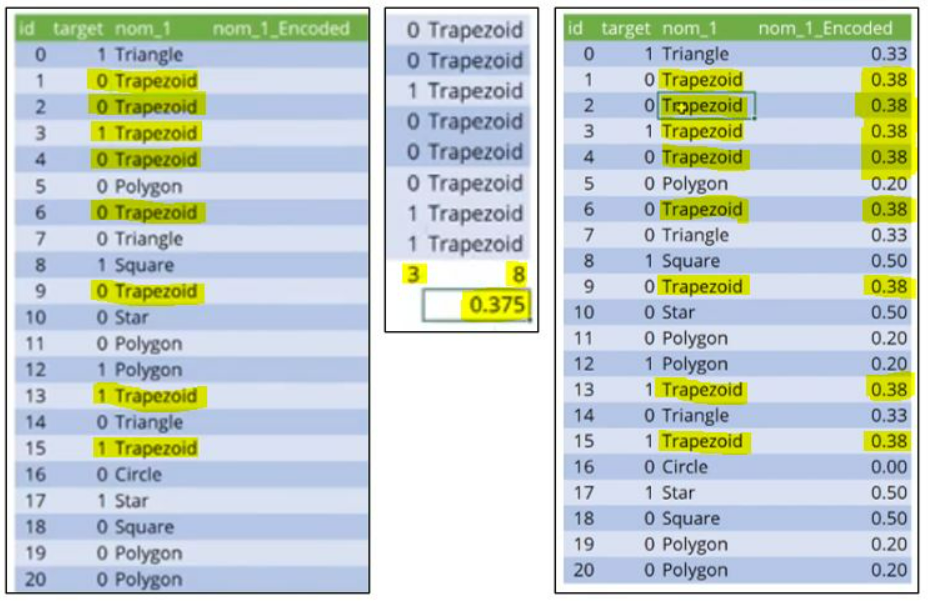 id target nom_1 nom_1_Encoded
0 1 Triangle
1 0 Trapezoid
2 0 Trapezoid
3 1 Trapezoid
4 0 Trapezoid
5 0 Polygon
6 0 Trapezoid
7 0 Triangle
8 1 Square
9 0 Trapezoid
10 0 Star
11 0 Polygon
12 1 Polygon
13 1 Trapezoid
14 0 Triangle
15 1 Trapezoid
16 0 Circle
17 1 Star
18 0 Square
19 0 Polygon
20 0 Polygon
0 Trapezoid
0 Trapezoid
1 Trapezoid
0 Trapezoid
0 Trapezoid
0 Trapezoid
1 Trapezoid
1 Trapezoid
3 8
0.375
id target nom_1 nom_1_Encoded
0 1 Triangle 0.33
1 0 Trapezoid 0.38
2 0 Trapezoid 0.38
3 1 Trapezoid 0.38
4 0 Trapezoid 0.38
5 0 Polygon 0.20
6 0 Trapezoid 0.38
7 0 Triangle 0.33
8 1 Square 0.50
9 0 Trapezoid 0.38
10 0 Star 0.50
11 0 Polygon 0.20
12 1 Polygon 0.20
13 1 Trapezoid 0.38
14 0 Triangle 0.33
15 1 Trapezoid 0.38
16 0 Circle 0.00
17 1 Star 0.50
18 0 Square 0.50
19 0 Polygon 0.20
20 0 Polygon 0.20